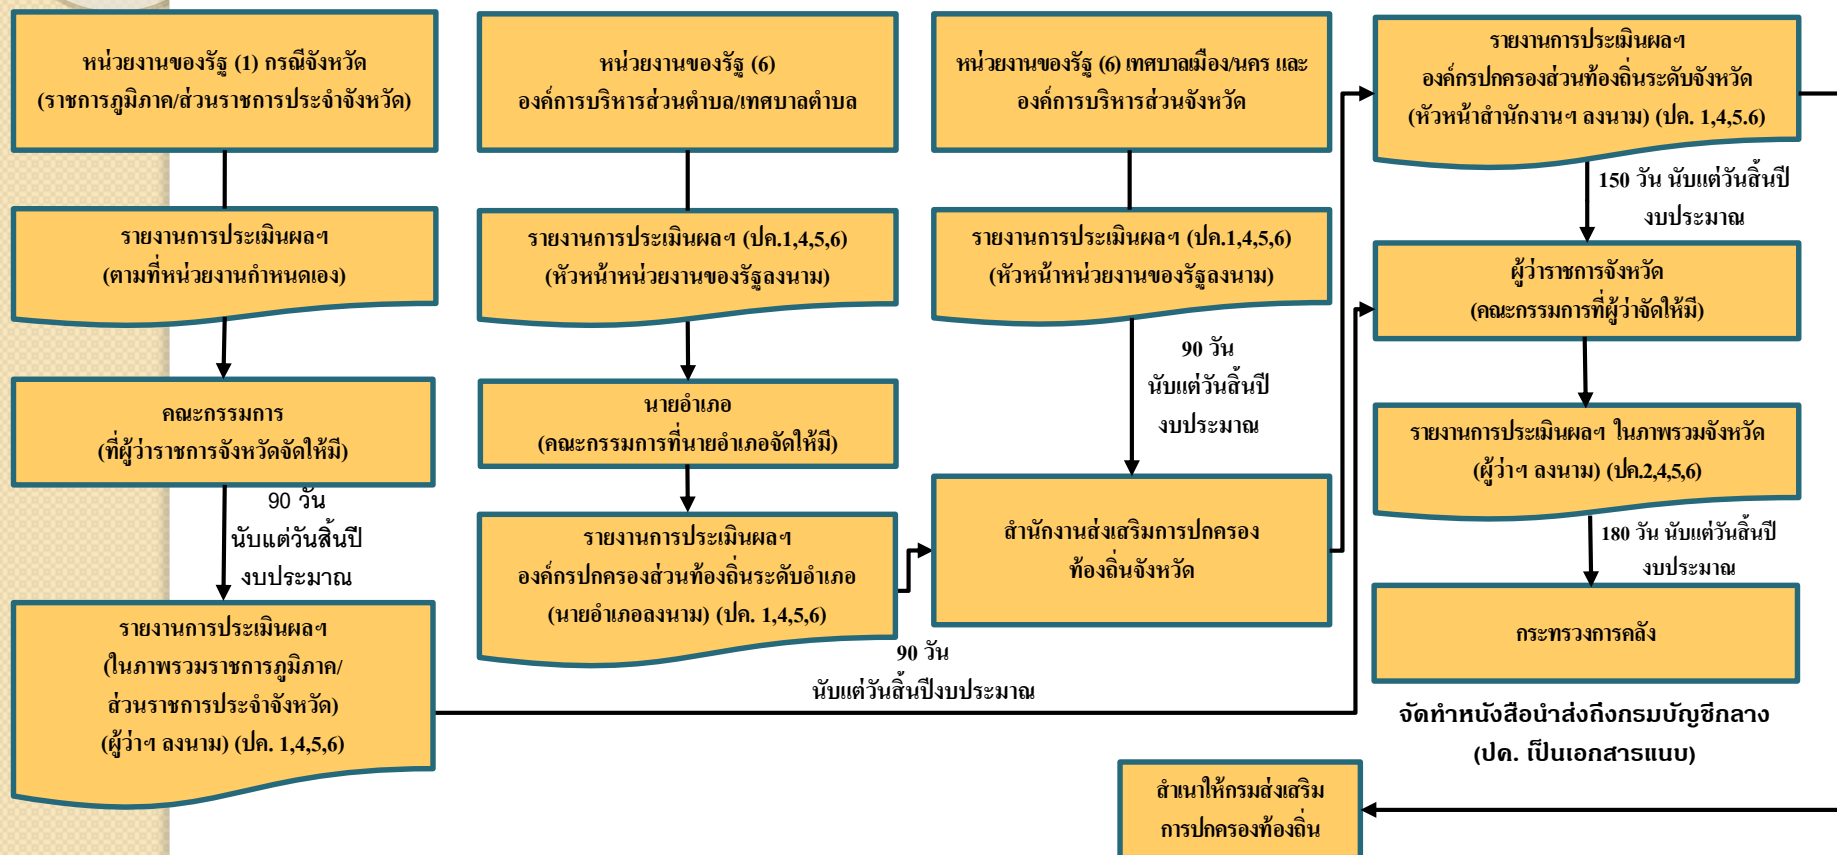 หน่วยงานของรัฐ (1) กรณีจังหวัด
(ราชการภูมิภาค/ส่วนราชการประจำจังหวัด)
รายงานการประเมินผลฯ
(ตามที่หน่วยงานกำหนดเอง)
คณะกรรมการ
(ที่ผู้ว่าราชการจังหวัดจัดให้มี)
90 วัน
นับแต่วันสิ้นปี
งบประมาณ
รายงานการประเมินผลฯ
(ในภาพรวมราชการภูมิภาค/
ส่วนราชการประจำจังหวัด)
(ผู้ว่าฯ ลงนาม) (ปค. 1,4,5,6)
หน่วยงานของรัฐ (6)
องค์การบริหารส่วนตำบล/เทศบาลตำบล
รายงานการประเมินผลฯ (ปค.1,4,5,6)
(หัวหน้าหน่วยงานของรัฐลงนาม)
นายอำเภอ
(คณะกรรมการที่นายอำเภอจัดให้มี)
รายงานการประเมินผลฯ
องค์กรปกครองส่วนท้องถิ่นระดับอำเภอ
(นายอำเภอลงนาม) (ปค. 1,4,5,6)
90 วัน
นับแต่วันสิ้นปีงบประมาณ
หน่วยงานของรัฐ (6) เทศบาลเมือง/นคร และ
องค์การบริหารส่วนจังหวัด
รายงานการประเมินผลฯ (ปค.1,4,5,6)
(หัวหน้าหน่วยงานของรัฐลงนาม)
90 วัน
นับแต่วันสิ้นปี
งบประมาณ
สำนักงานส่งเสริมการปกครอง
ท้องถิ่นจังหวัด
รายงานการประเมินผลฯ
องค์กรปกครองส่วนท้องถิ่นระดับจังหวัด
(หัวหน้าสำนักงานฯ ลงนาม) (ปค. 1,4,5.6)
150 วัน นับแต่วันสิ้นปี
งบประมาณ
ผู้ว่าราชการจังหวัด
(คณะกรรมการที่ผู้ว่าจัดให้มี)
รายงานการประเมินผลฯ ในภาพรวมจังหวัด
(ผู้ว่าฯ ลงนาม) (ปค.2,4,5,6)
180 วัน นับแต่วันสิ้นปี
งบประมาณ
กระทรวงการคลัง
จัดทำหนังสือนำส่งถึงกรมบัญชีกลาง
(ปค. เป็นเอกสารแนบ)
สำเนาให้กรมส่งเสริม
การปกครองท้องถิ่น